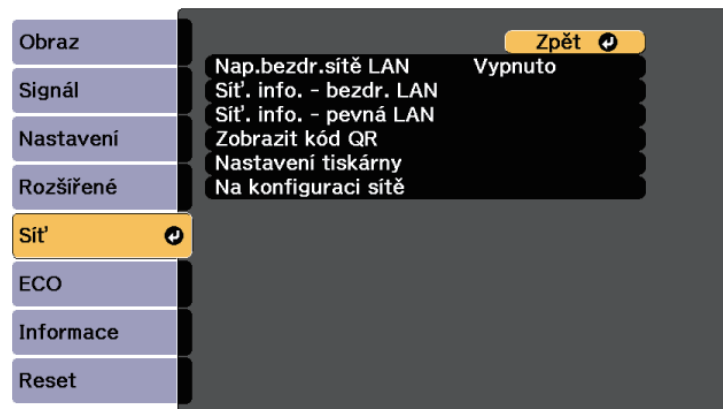 Obraz
Signál
Nastavení
Rozšířené
Síť
ECO
Informace
Reset
Zpět
Nap.bezdr.sítě LAN Vypnuto
Síť. info. - bezdr. LAN
Síť. info. - pevná LAN
Zobrazit kód QR
Nastavení tiskárny
Na konfiguraci sítě